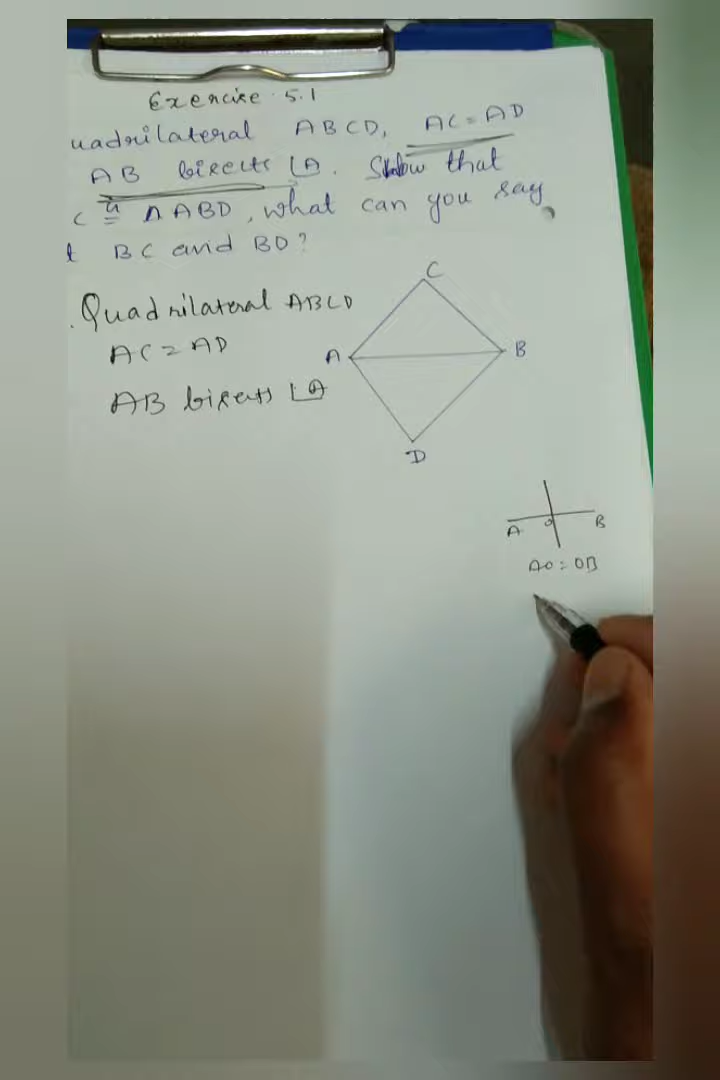 Exercise 5.1
uadrilateral ABCD, AC=AD
AB bisects ∠A. Show that
C ≅ ΔABD, what can you say
t BC and BD?
. Quadrilateral ABCD
AC=AD
AB bisects ∠A
C
A
B
D
A
O
B
AO=OB